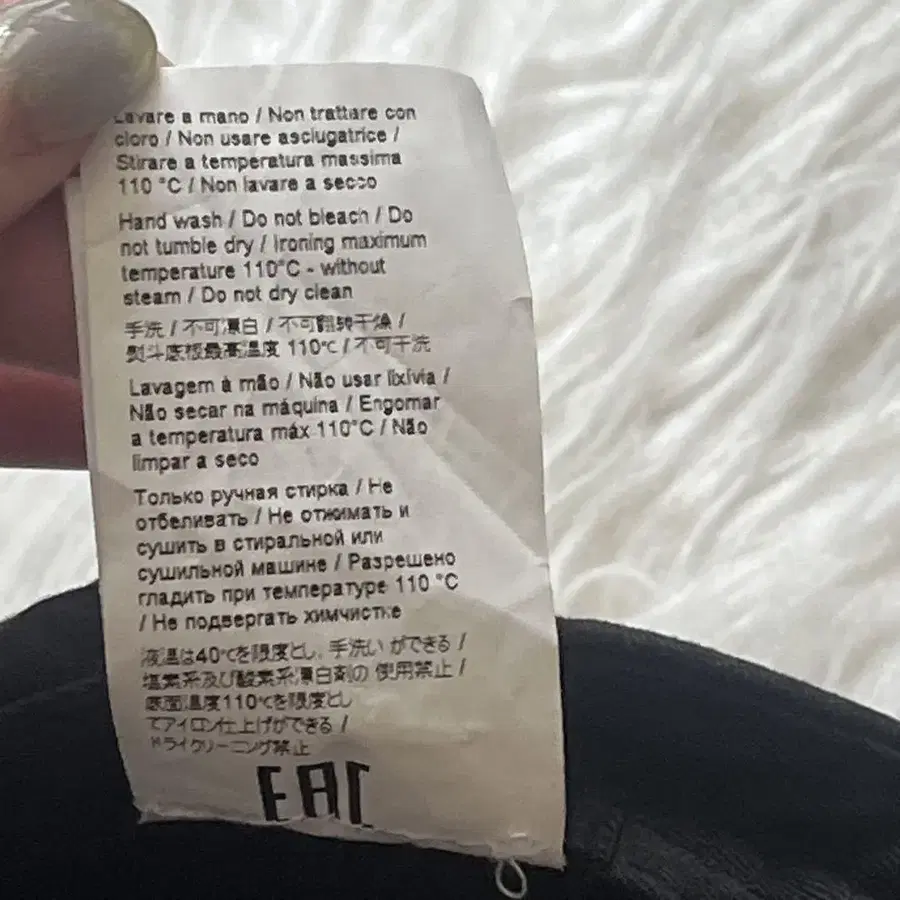 Lavare a mano / Non trattare con
cloro / Non usare asciugatrice /
Stirare a temperatura massima
110 °C / Non lavare a secco
Hand wash / Do not bleach / Do
not tumble dry / Ironing maximum
temperature 110°C - without
steam / Do not dry clean
手洗 / 不可漂白 / 不可翻转干燥 /
熨斗底板最高温度 110℃ / 不可干洗
Lavagem à mão / Não usar lixívia /
Não secar na máquina / Engomar
a temperatura máx 110°C / Não
limpar a seco
Только ручная стирка / Не
отбеливать / Не отжимать и
сушить в стиральной или
сушильной машине / Разрешено
гладить при температуре 110 °C
/ Не подвергать химчистке
液温は40℃を限度とし、手洗い ができる /
塩素系及び酸素系漂白剤の 使用禁止 /
底面温度110℃を限度とし
てアイロン仕上げができる /
ドライクリーニング禁止
EAC